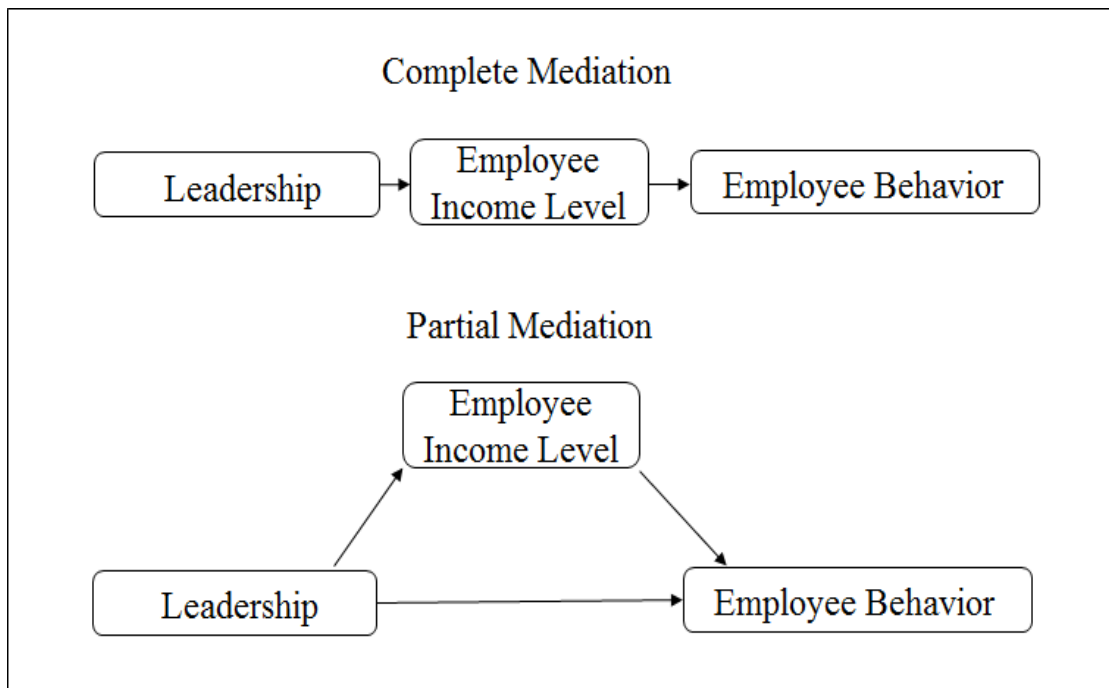 Complete Mediation
Leadership
Employee
Income Level
Employee Behavior
Partial Mediation
Employee
Income Level
Leadership
Employee Behavior